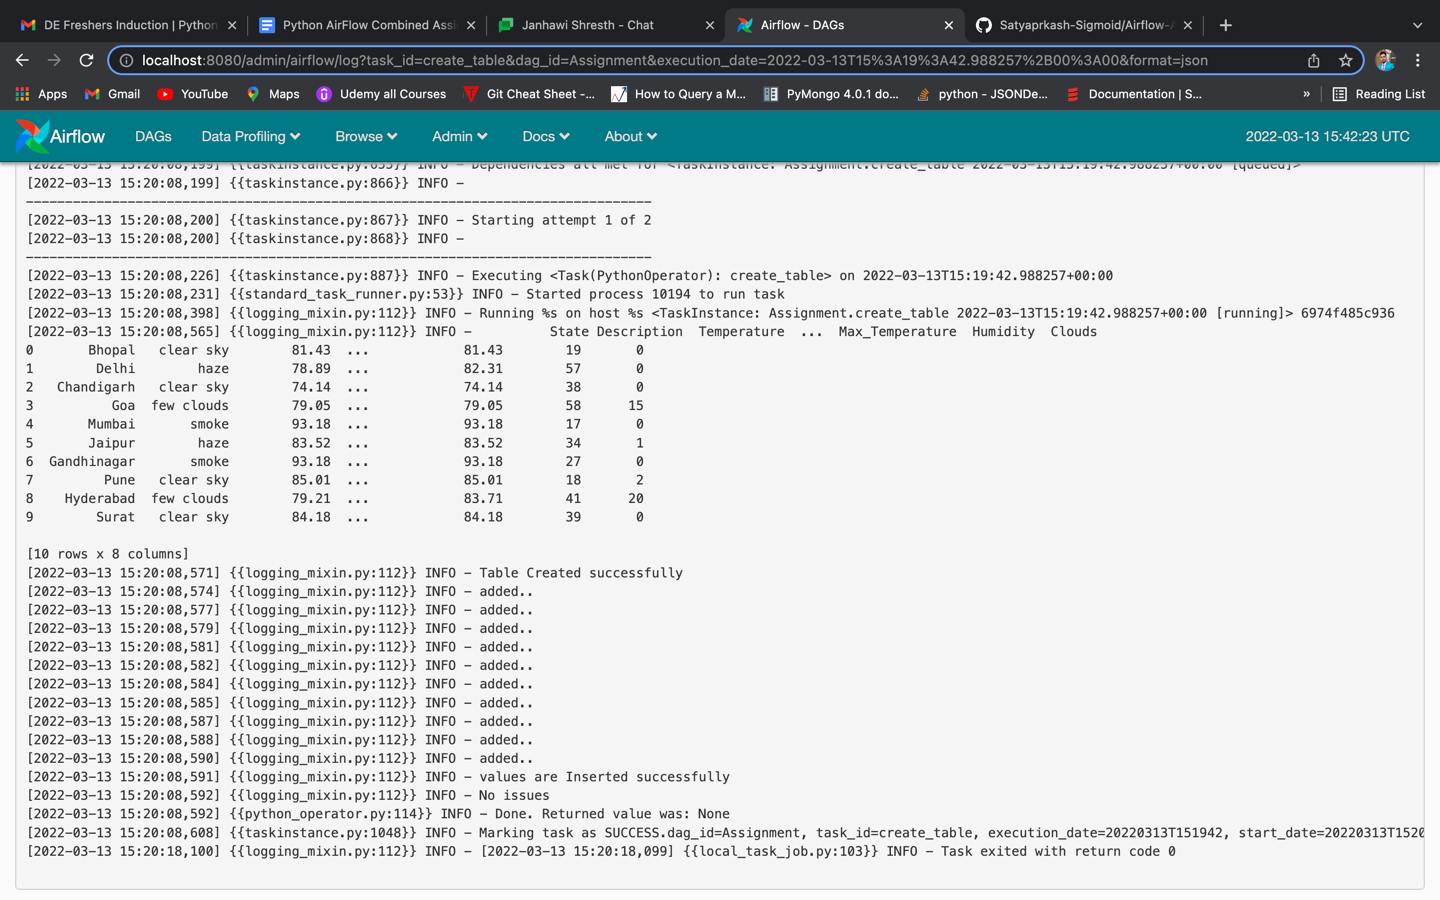 DE Freshers Induction | Python
Python AirFlow Combined Assi
Janhawi Shresth - Chat
Airflow - DAGs
Satyaprkash-Sigmoid/Airflow-A
localhost:8080/admin/airflow/log?task_id=create_table&dag_id=Assignment&execution_date=2022-03-13T15%3A19%3A42.988257%2B00%3A00&format=json
Apps Gmail YouTube Maps Udemy all Courses Git Cheat Sheet -... How to Query a M... PyMongo 4.0.1 do... python - JSONDe... Documentation | S... » Reading List
Airflow DAGs Data Profiling Browse Admin Docs About 2022-03-13 15:42:23 UTC
[2022-03-13 15:20:08,199] {{taskinstance.py:655}} INFO - Dependencies all met for <TaskInstance: Assignment.create_table 2022-03-13T15:19:42.988257+00:00 [queued]>
[2022-03-13 15:20:08,199] {{taskinstance.py:866}} INFO -
--------------------------------------------------------------------------------
[2022-03-13 15:20:08,200] {{taskinstance.py:867}} INFO - Starting attempt 1 of 2
[2022-03-13 15:20:08,200] {{taskinstance.py:868}} INFO -
--------------------------------------------------------------------------------
[2022-03-13 15:20:08,226] {{taskinstance.py:887}} INFO - Executing <Task(PythonOperator): create_table> on 2022-03-13T15:19:42.988257+00:00
[2022-03-13 15:20:08,231] {{standard_task_runner.py:53}} INFO - Started process 10194 to run task
[2022-03-13 15:20:08,398] {{logging_mixin.py:112}} INFO - Running %s on host %s <TaskInstance: Assignment.create_table 2022-03-13T15:19:42.988257+00:00 [running]> 6974f485c936
[2022-03-13 15:20:08,565] {{logging_mixin.py:112}} INFO -          State Description  Temperature  ...  Max_Temperature  Humidity  Clouds
0       Bhopal   clear sky        81.43  ...            81.43        19       0
1        Delhi        haze        78.89  ...            82.31        57       0
2   Chandigarh   clear sky        74.14  ...            74.14        38       0
3          Goa  few clouds        79.05  ...            79.05        58      15
4       Mumbai       smoke        93.18  ...            93.18        17       0
5       Jaipur        haze        83.52  ...            83.52        34       1
6  Gandhinagar       smoke        93.18  ...            93.18        27       0
7         Pune   clear sky        85.01  ...            85.01        18       2
8    Hyderabad  few clouds        79.21  ...            83.71        41      20
9        Surat   clear sky        84.18  ...            84.18        39       0
[10 rows x 8 columns]
[2022-03-13 15:20:08,571] {{logging_mixin.py:112}} INFO - Table Created successfully
[2022-03-13 15:20:08,574] {{logging_mixin.py:112}} INFO - added..
[2022-03-13 15:20:08,577] {{logging_mixin.py:112}} INFO - added..
[2022-03-13 15:20:08,579] {{logging_mixin.py:112}} INFO - added..
[2022-03-13 15:20:08,581] {{logging_mixin.py:112}} INFO - added..
[2022-03-13 15:20:08,582] {{logging_mixin.py:112}} INFO - added..
[2022-03-13 15:20:08,584] {{logging_mixin.py:112}} INFO - added..
[2022-03-13 15:20:08,585] {{logging_mixin.py:112}} INFO - added..
[2022-03-13 15:20:08,587] {{logging_mixin.py:112}} INFO - added..
[2022-03-13 15:20:08,588] {{logging_mixin.py:112}} INFO - added..
[2022-03-13 15:20:08,590] {{logging_mixin.py:112}} INFO - added..
[2022-03-13 15:20:08,591] {{logging_mixin.py:112}} INFO - values are Inserted successfully
[2022-03-13 15:20:08,592] {{logging_mixin.py:112}} INFO - No issues
[2022-03-13 15:20:08,592] {{python_operator.py:114}} INFO - Done. Returned value was: None
[2022-03-13 15:20:08,608] {{taskinstance.py:1048}} INFO - Marking task as SUCCESS.dag_id=Assignment, task_id=create_table, execution_date=20220313T151942, start_date=20220313T1520
[2022-03-13 15:20:18,100] {{logging_mixin.py:112}} INFO - [2022-03-13 15:20:18,099] {{local_task_job.py:103}} INFO - Task exited with return code 0